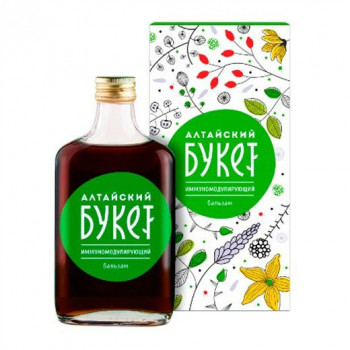 АЛТАЙСКИЙ
БУКЕТ
ИММУНОМОДУЛИРУЮЩИЙ
бальзам
АЛТАЙСКИЙ
БУКЕТ
ИММУНОМОДУЛИРУЮЩИЙ
бальзам